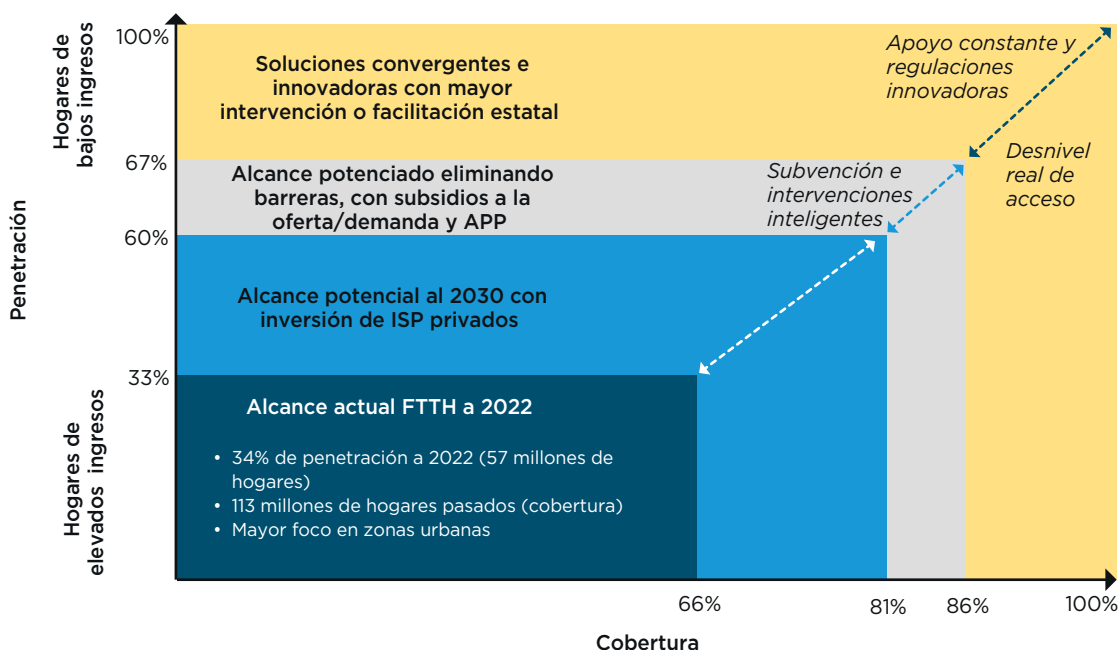 Penetración
Hogares de
bajos ingresos
Hogares de
elevados ingresos
100%
67%
60%
33%
Soluciones convergentes e
innovadoras con mayor
intervención o facilitación estatal
Apoyo constante y
regulaciones
innovadoras
Alcance potenciado eliminando
barreras, con subsidios a la
oferta/demanda y APP
Subvención e
intervenciones
inteligentes
Desnivel
real de
acceso
Alcance potencial al 2030 con
inversión de ISP privados
Alcance actual FTTH a 2022
• 34% de penetración a 2022 (57 millones de
hogares)
• 113 millones de hogares pasados (cobertura)
• Mayor foco en zonas urbanas
66%
81%
86%
100%
Cobertura